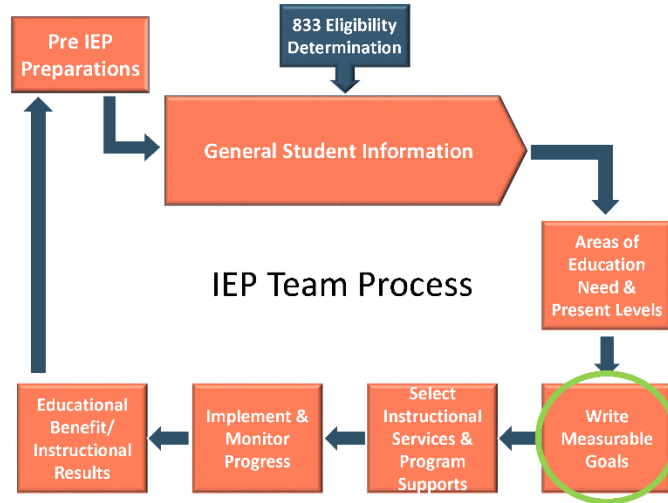 833 Eligibility
Determination
Pre IEP
Preparations
General Student Information
Areas of
Education
Need &
Present Levels
IEP Team Process
Write
Measurable
Goals
Select
Instructional
Services &
Program
Supports
Implement &
Monitor
Progress
Educational
Benefit/
Instructional
Results